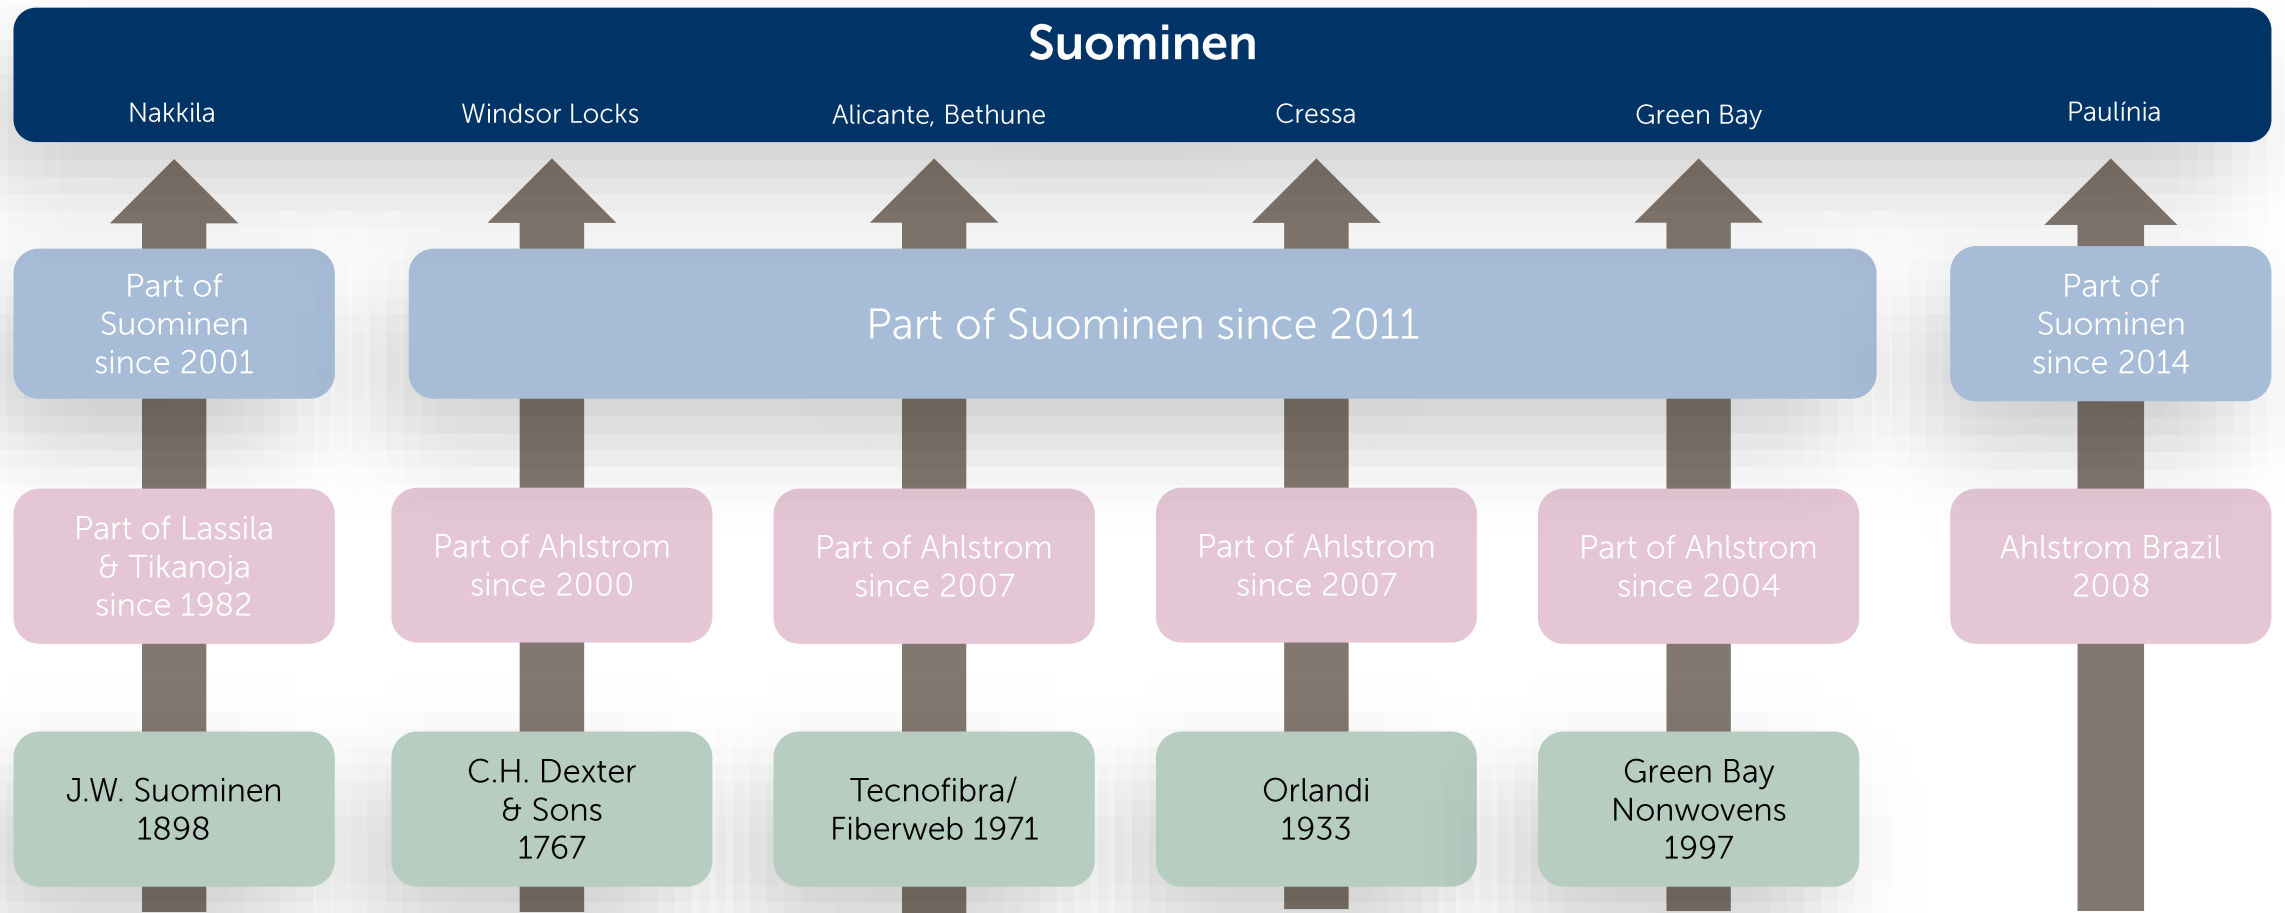 Suominen
Nakkila
Windsor Locks
Alicante, Bethune
Cressa
Green Bay
Paulínia
Part of
Suominen
since 2001
Part of Suominen since 2011
Part of
Suominen
since 2014
Part of Lassila
& Tikanoja
since 1982
Part of Ahlstrom
since 2000
Part of Ahlstrom
since 2007
Part of Ahlstrom
since 2007
Part of Ahlstrom
since 2004
Ahlstrom Brazil
2008
J.W. Suominen
1898
C.H. Dexter
& Sons
1767
Tecnofibra/
Fiberweb 1971
Orlandi
1933
Green Bay
Nonwovens
1997